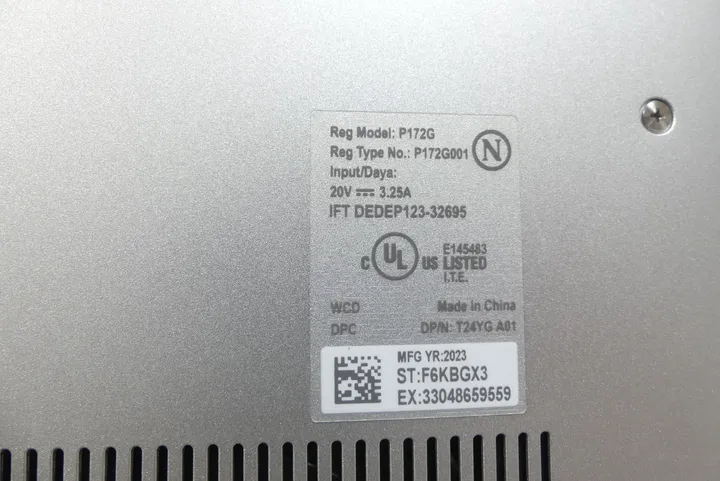 Reg Model: P172G
Reg Type No.: P172G001
N
Input/Daya:
20V ⎓ 3.25A
IFT DEDEP123-32695
C UL US LISTED
E145483
I.T.E.
WCD Made in China
DPC DP/N: T24YG A01
MFG YR:2023
ST:F6KBGX3
EX:33048659559